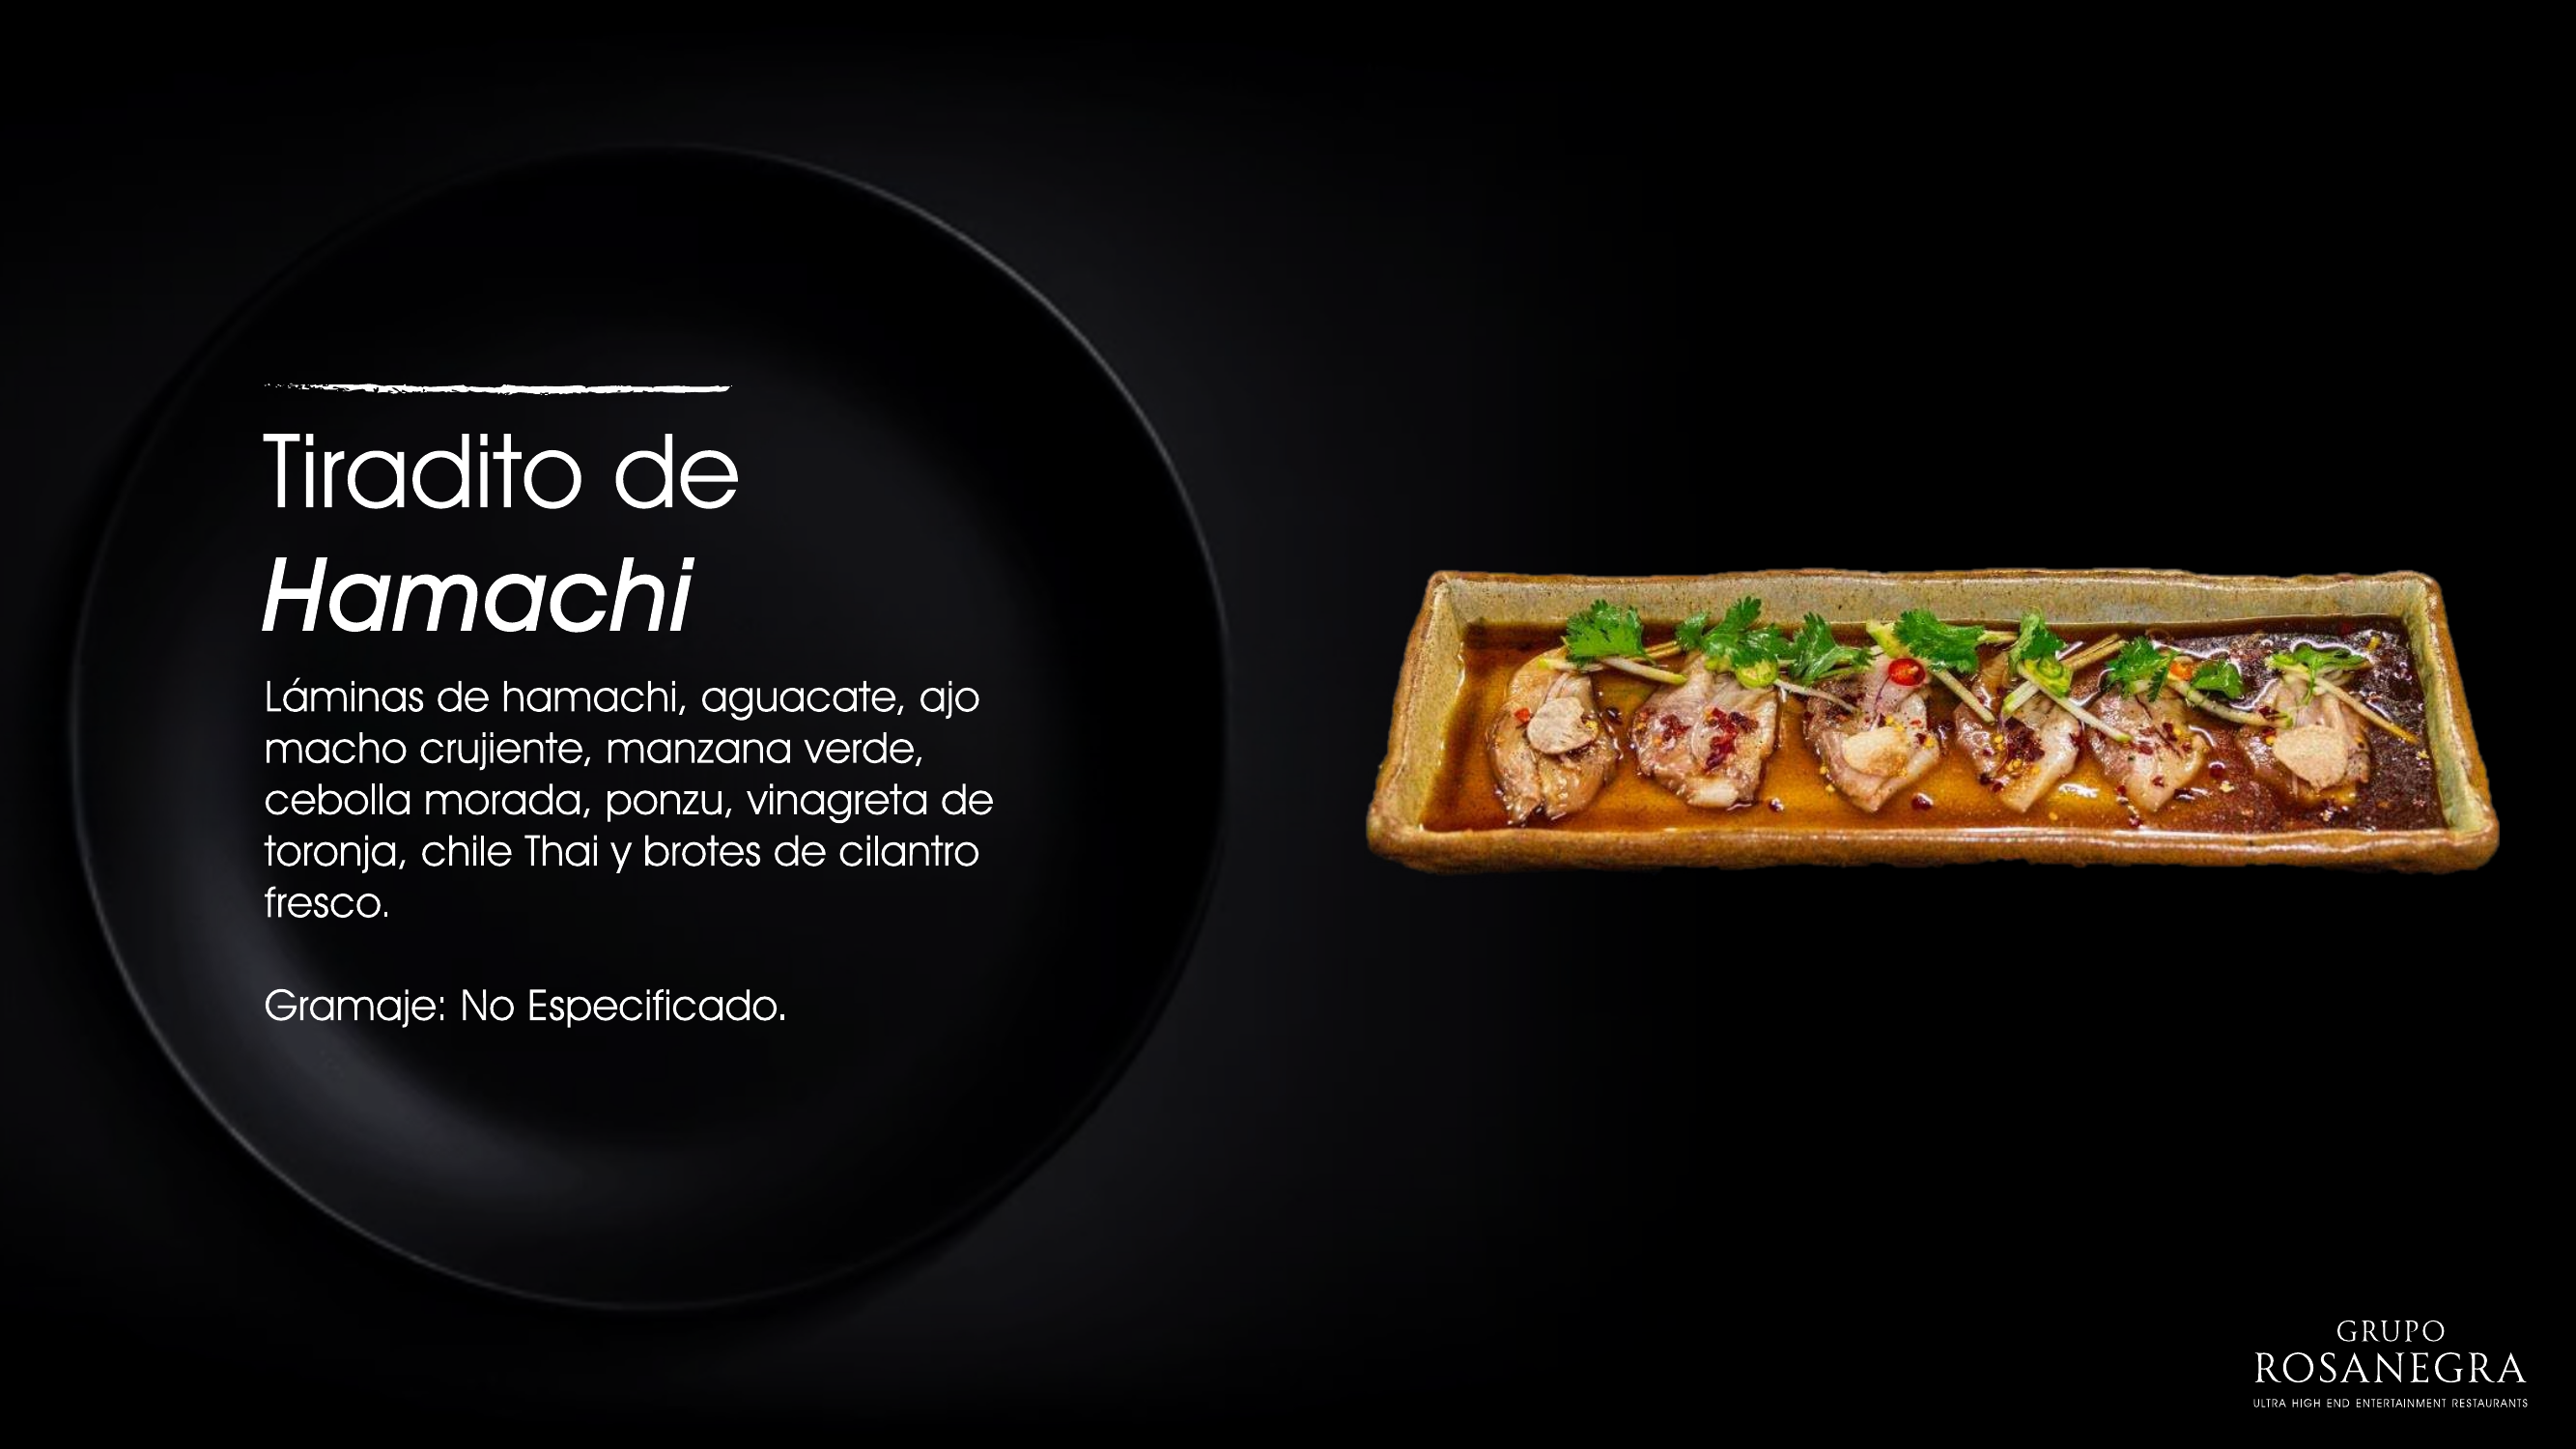 Tiradito de
Hamachi
Láminas de hamachi, aguacate, ajo
macho crujiente, manzana verde,
cebolla morada, ponzu, vinagreta de
toronja, chile Thai y brotes de cilantro
fresco.
Gramaje: No Especificado.
GRUPO
ROSANEGRA
ULTRA HIGH END ENTERTAINMENT RESTAURANTS